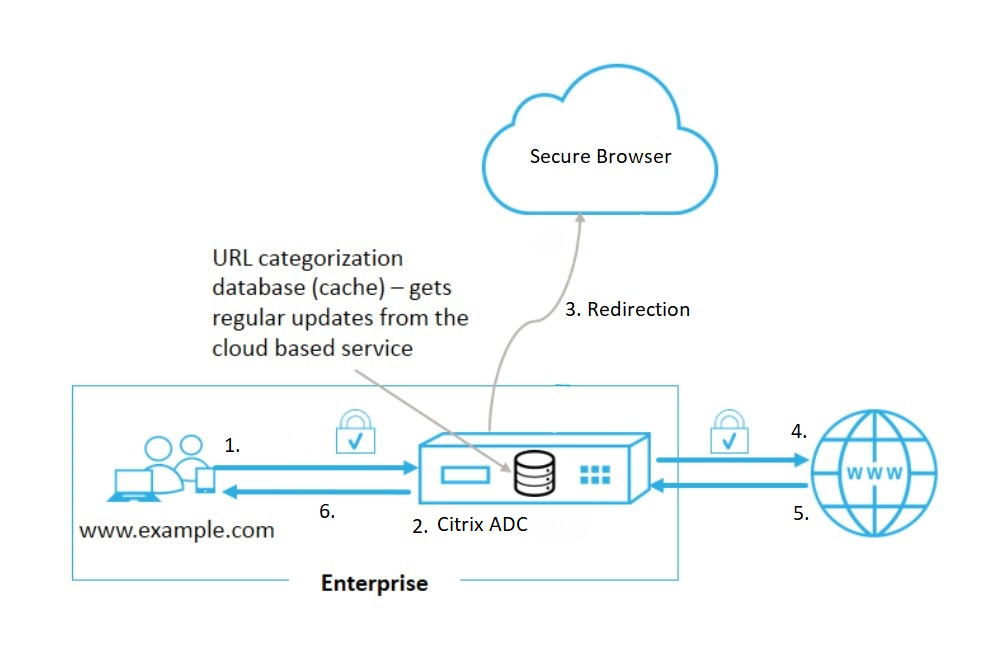 Secure Browser
URL categorization
database (cache) – gets
regular updates from the
cloud based service
3. Redirection
1.
4.
WWW
6.
2. Citrix ADC
5.
www.example.com
Enterprise